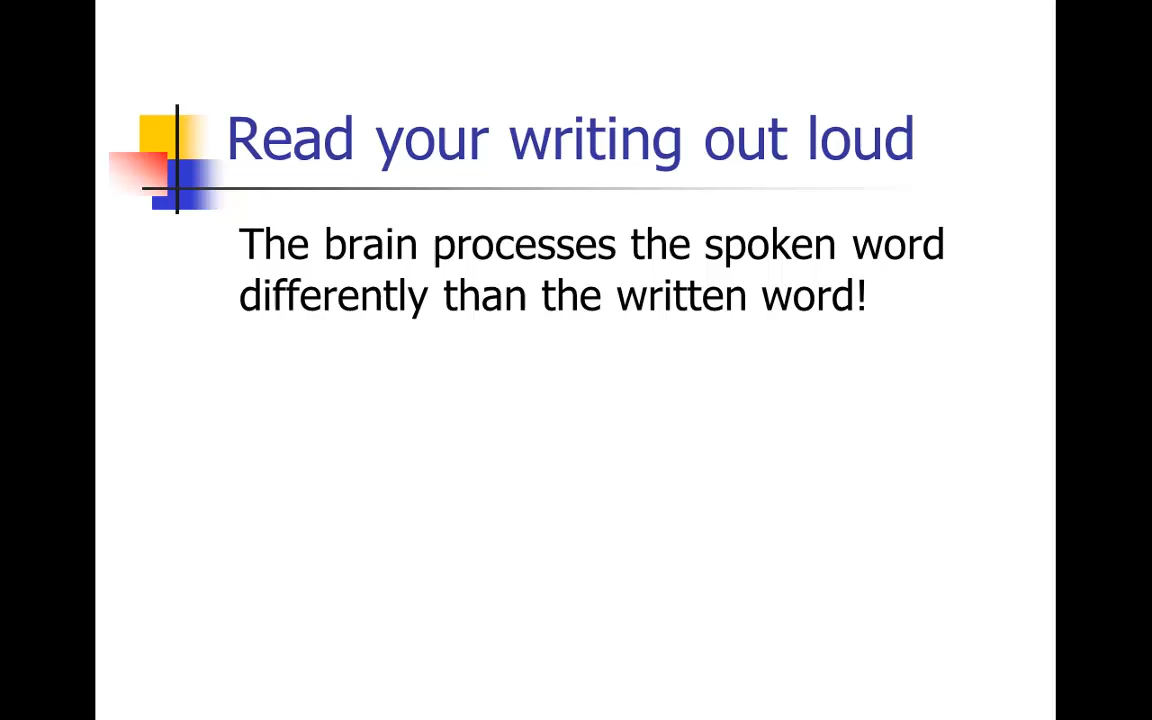 Read your writing out loud
The brain processes the spoken word
differently than the written word!